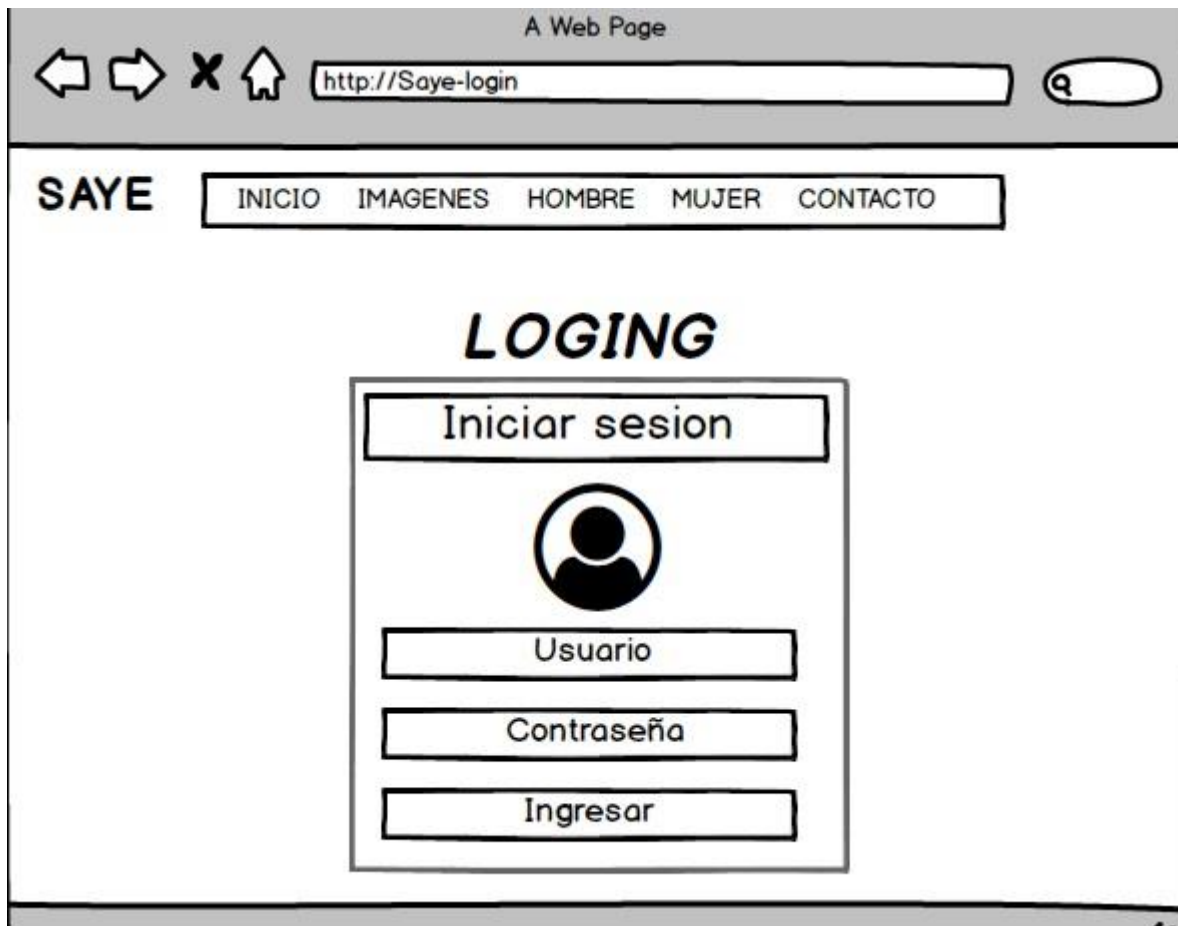 A Web Page
http://Saye-login
SAYE INICIO IMAGENES HOMBRE MUJER CONTACTO
LOGING
Iniciar sesion
Usuario
Contraseña
Ingresar